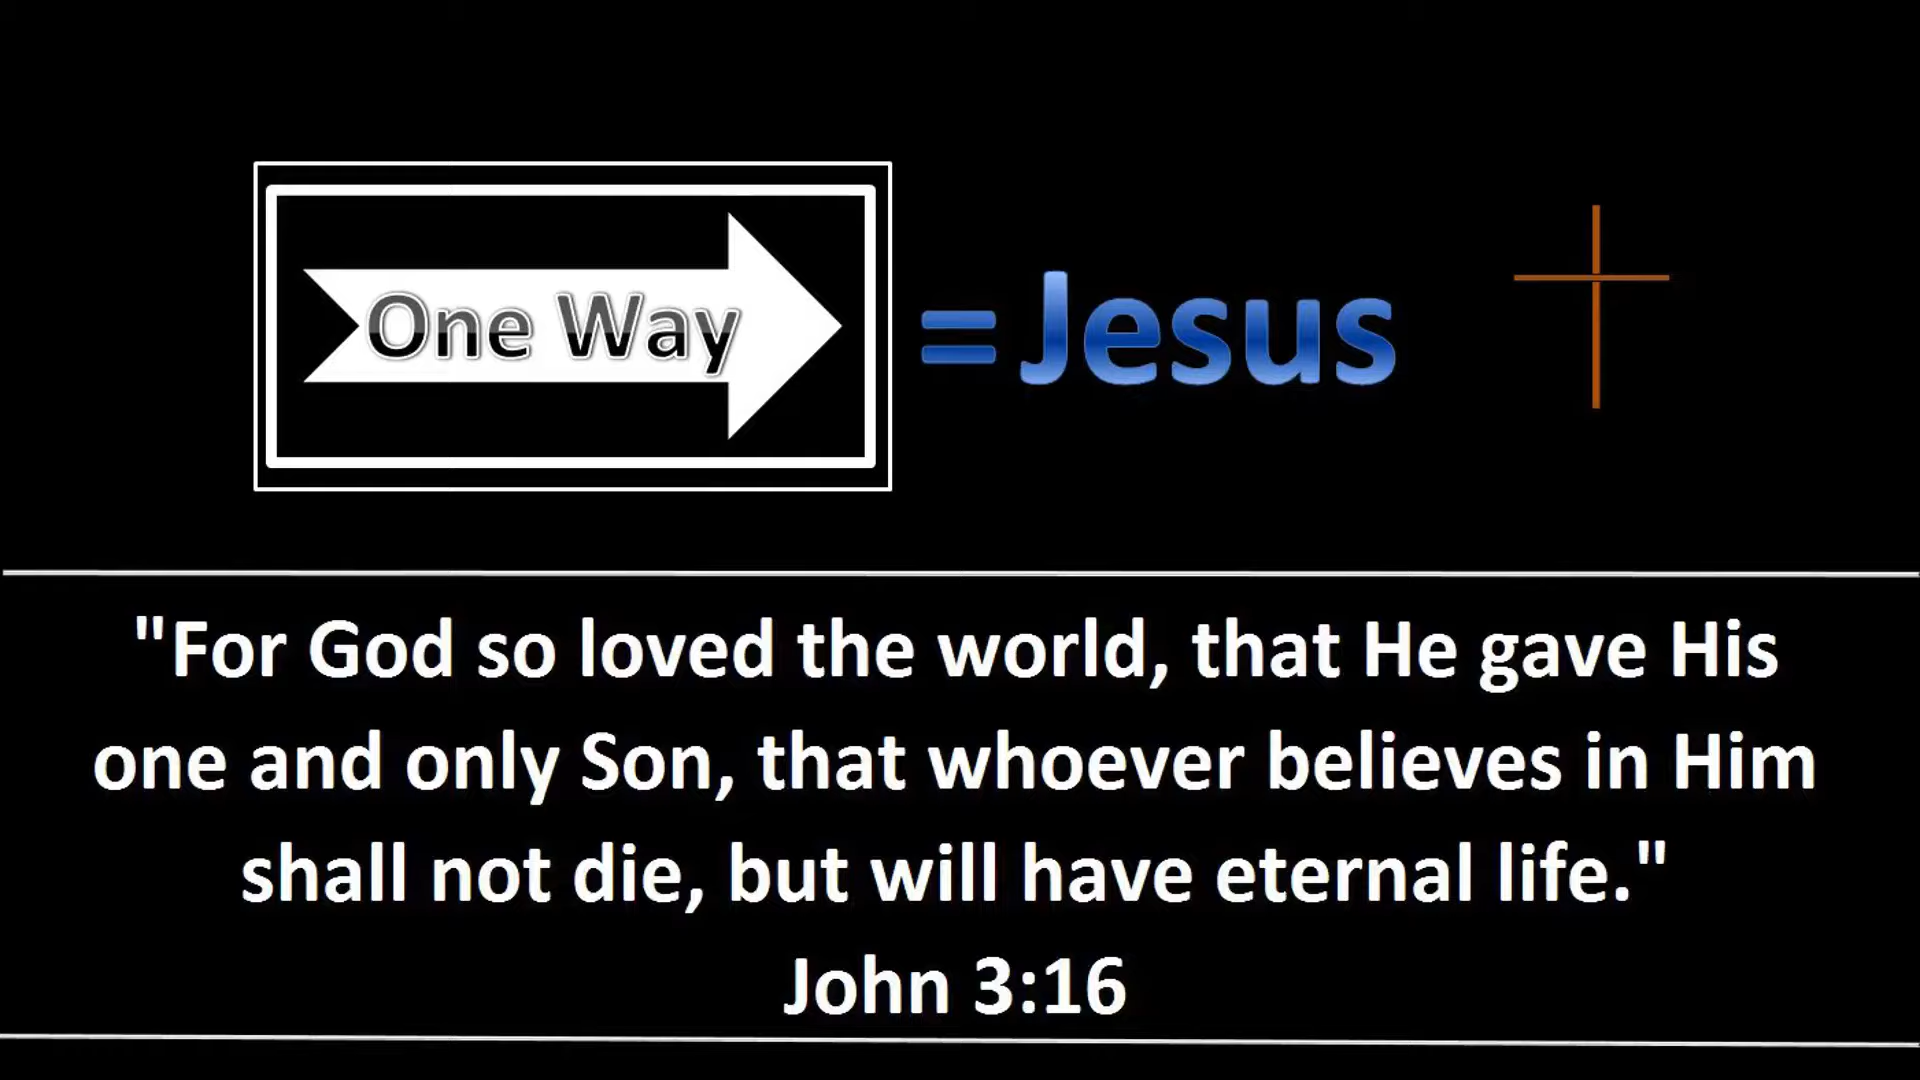 One Way = Jesus
"For God so loved the world, that He gave His
one and only Son, that whoever believes in Him
shall not die, but will have eternal life."
John 3:16